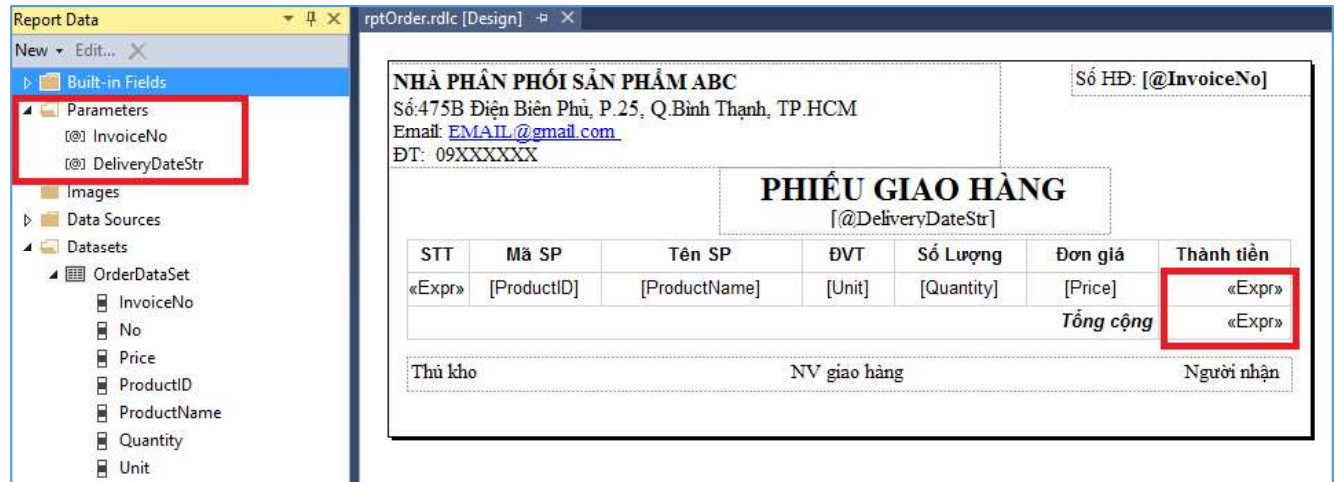 Report Data
rptOrder.rdlc [Design]
New Edit...
Built-in Fields
Parameters
[@] InvoiceNo
[@] DeliveryDateStr
Images
Data Sources
Datasets
OrderDataSet
InvoiceNo
No
Price
ProductID
ProductName
Quantity
Unit
NHÀ PHÂN PHỐI SẢN PHẨM ABC
Số HĐ: [@InvoiceNo]
Số:475B Điện Biên Phủ, P.25, Q.Bình Thạnh, TP.HCM
Email: EMAIL@gmail.com
ĐT: 09XXXXXX
PHIẾU GIAO HÀNG
[@DeliveryDateStr]
STT Mã SP Tên SP ĐVT Số Lượng Đơn giá Thành tiền
«Expr» [ProductID] [ProductName] [Unit] [Quantity] [Price] «Expr»
Tổng cộng «Expr»
Thủ kho NV giao hàng Người nhận